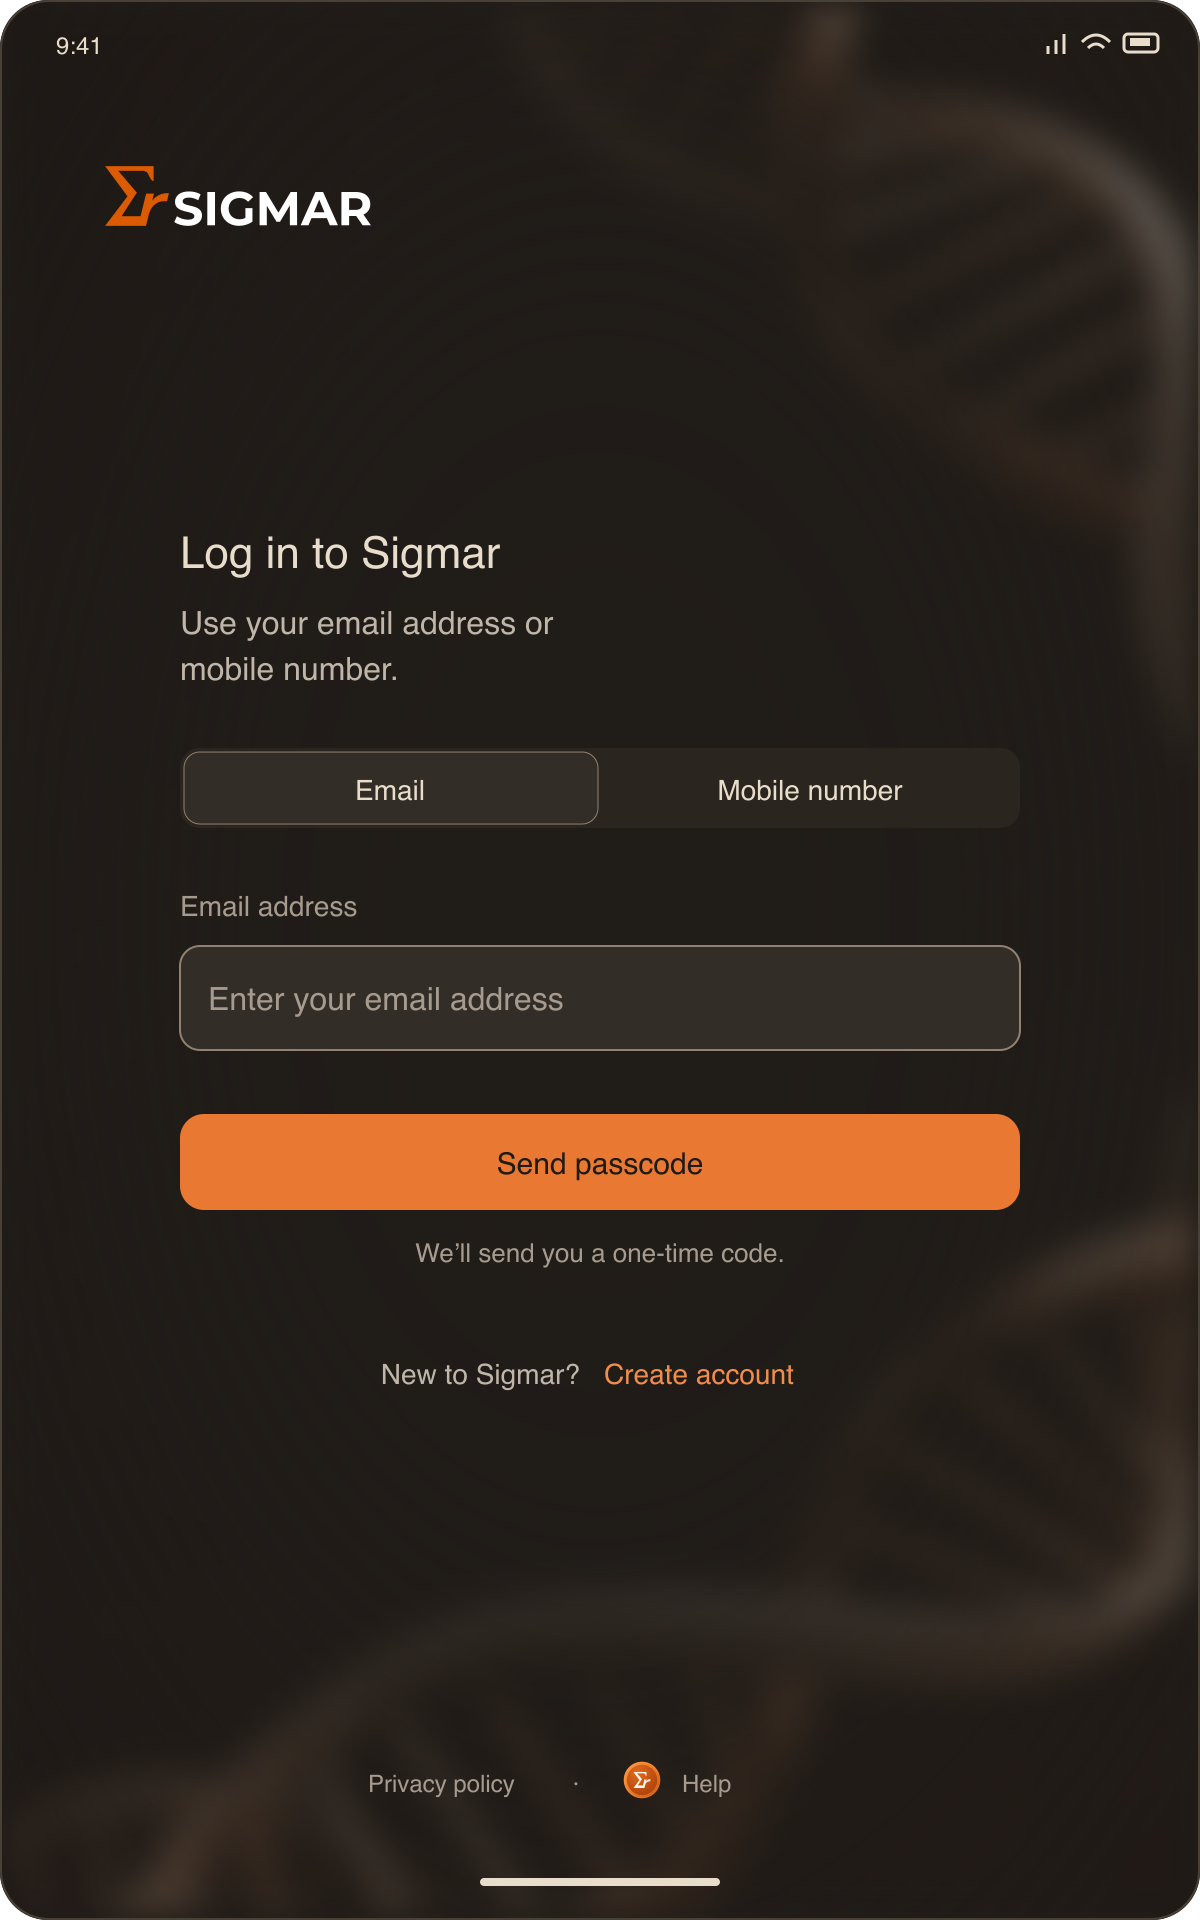 9:41
Σr SIGMAR
Log in to Sigmar
Use your email address or
mobile number.
Email
Mobile number
Email address
Enter your email address
Send passcode
We’ll send you a one-time code.
New to Sigmar? Create account
Privacy policy · Σr Help